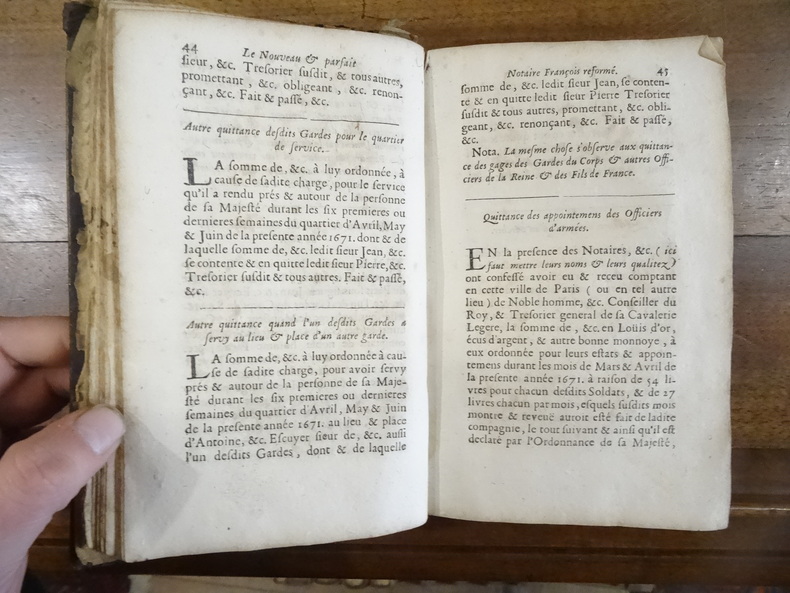 44
Le Nouveau & parfait
sieur, &c. Tresorier susdit, & tous autres,
promettant, &c. obligeant, &c. renon-
çant, &c. Fait & passé, &c.
Autre quittance desdits Gardes pour le quartier
de service.
LA somme de, &c. à luy ordonnée, à
cause de sadite charge, pour le service
qu'il a rendu prés & autour de la personne
de sa Majesté durant les six premieres ou
dernieres semaines du quartier d'Avril, May
& Juin de la presente année 1671. dont & de
laquelle somme de, &c. ledit sieur Jean, &c.
se contente & en quitte ledit sieur Pierre, &c.
Tresorier susdit & tous autres. Fait & passé,
&c.
Autre quittance quand l'un desdits Gardes a
servy au lieu & place d'un autre garde.
LA somme de, &c. à luy ordonnée à cau-
se de sadite charge, pour avoir servy
prés & autour de la personne de sa Maje-
sté durant les six premieres ou dernieres
semaines du quartier d'Avril, May & Juin
de la presente année 1671. au lieu & place
d'Antoine, &c. Escuyer sieur de, &c. aussi
l'un desdits Gardes, dont & de laquelle
Notaire François reformé. 45
somme de, &c. ledit sieur Jean, se conten-
te & en quitte ledit sieur Pierre Tresorier
susdit & tous autres, promettant, &c. obli-
geant, &c. renonçant, &c. Fait & passé,
&c.
Nota. La mesme chose s'observe aux quittan-
ce des gages des Gardes du Corps & autres Offi-
ciers de la Reine & des Fils de France.
Quittance des appointemens des Officiers
d'armées.
EN la presence des Notaires, &c. (ici
faut mettre leurs noms & leurs qualitez)
ont confessé avoir eu & receu comptant
en cette ville de Paris (ou en tel autre
lieu) de Noble homme, &c. Conseiller du
Roy, & Tresorier general de sa Cavalerie
Legere, la somme de, &c. en Loüis d'or,
écus d'argent, & autre bonne monnoye, à
eux ordonnée pour leurs estats & appoin-
temens durant les mois de Mars & Avril de
la presente année 1671. à raison de 54 li-
vres pour chacun desdits Soldats, & de 27
livres chacun par mois, esquels susdits mois
montre & reveuë autoit esté fait de ladite
compagnie, le tout suivant & ainsi qu'il est
declaré par l'Ordonnance de sa Majesté,